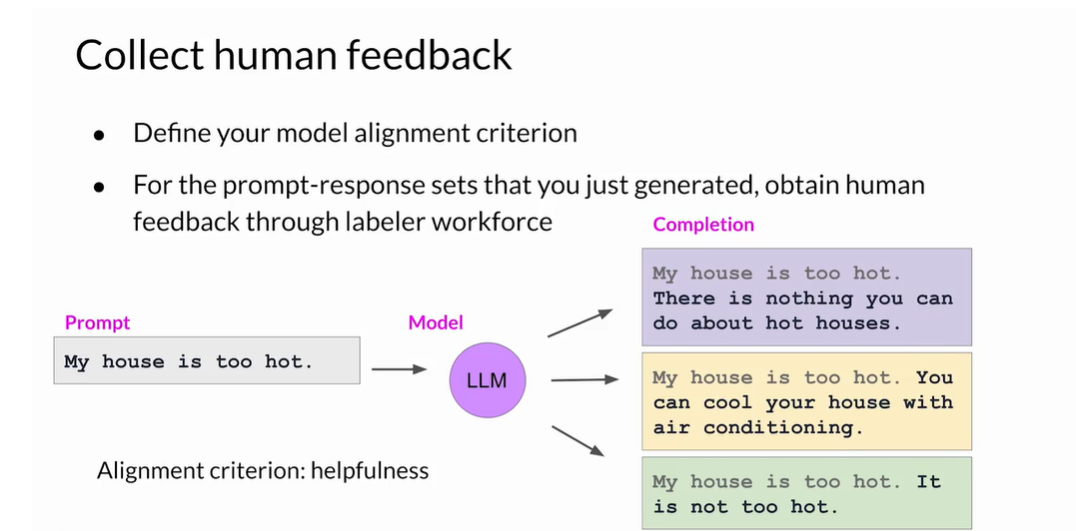 Collect human feedback
● Define your model alignment criterion
● For the prompt-response sets that you just generated, obtain human
feedback through labeler workforce
Prompt
My house is too hot.
Model
LLM
Completion
My house is too hot.
There is nothing you can
do about hot houses.
My house is too hot. You
can cool your house with
air conditioning.
My house is too hot. It
is not too hot.
Alignment criterion: helpfulness